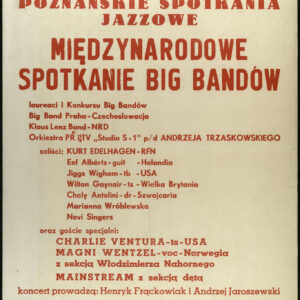 POZNAŃSKIE SPOTKANIA
JAZZOWE
MIĘDZYNARODOWE
SPOTKANIE BIG BANDÓW
laureaci I Konkursu Big Bandów
Big Band Praha-Czechosłowacja
Klaus Lenz Band-NRD
Orkiestra PR i TV „Studio S-1" p/d ANDRZEJA TRZASKOWSKIEGO
soliści: KURT EDELHAGEN-RFN
Eef Albérts-guit -Holandia
Jiggs Wigham-tb -USA
Wilton Gaynair-ts -Wielka Brytania
Choly Antolini-dr-Szwajcaria
Marianna Wróblewska
Novi Singers
oraz goście specjalni:
CHARLIE VENTURA-ts-USA
MAGNI WENTZEL-voc-Norwegia
z sekcją Włodzimierza Nahornego
MAINSTREAM z sekcją dętą
koncert prowadzą: Henryk Frąckowiak i Andrzej Jaroszewski